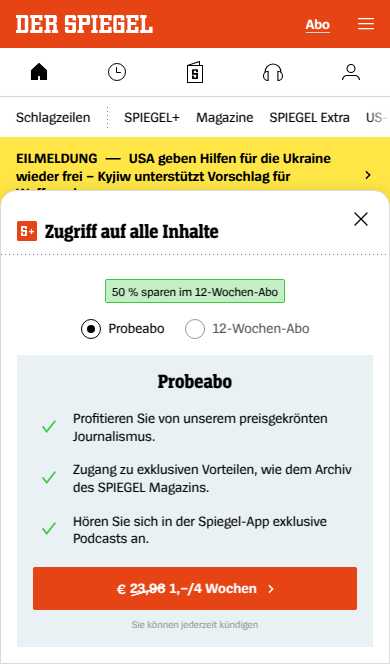 DER SPIEGEL
Abo
Schlagzeilen SPIEGEL+ Magazine SPIEGEL Extra US-
EILMELDUNG — USA geben Hilfen für die Ukraine
wieder frei – Kyjiw unterstützt Vorschlag für
S+ Zugriff auf alle Inhalte
50 % sparen im 12-Wochen-Abo
Probeabo 12-Wochen-Abo
Probeabo
Profitieren Sie von unserem preisgekrönten
Journalismus.
Zugang zu exklusiven Vorteilen, wie dem Archiv
des SPIEGEL Magazins.
Hören Sie sich in der Spiegel-App exklusive
Podcasts an.
€ 23,96 1,–/4 Wochen
Sie können jederzeit kündigen